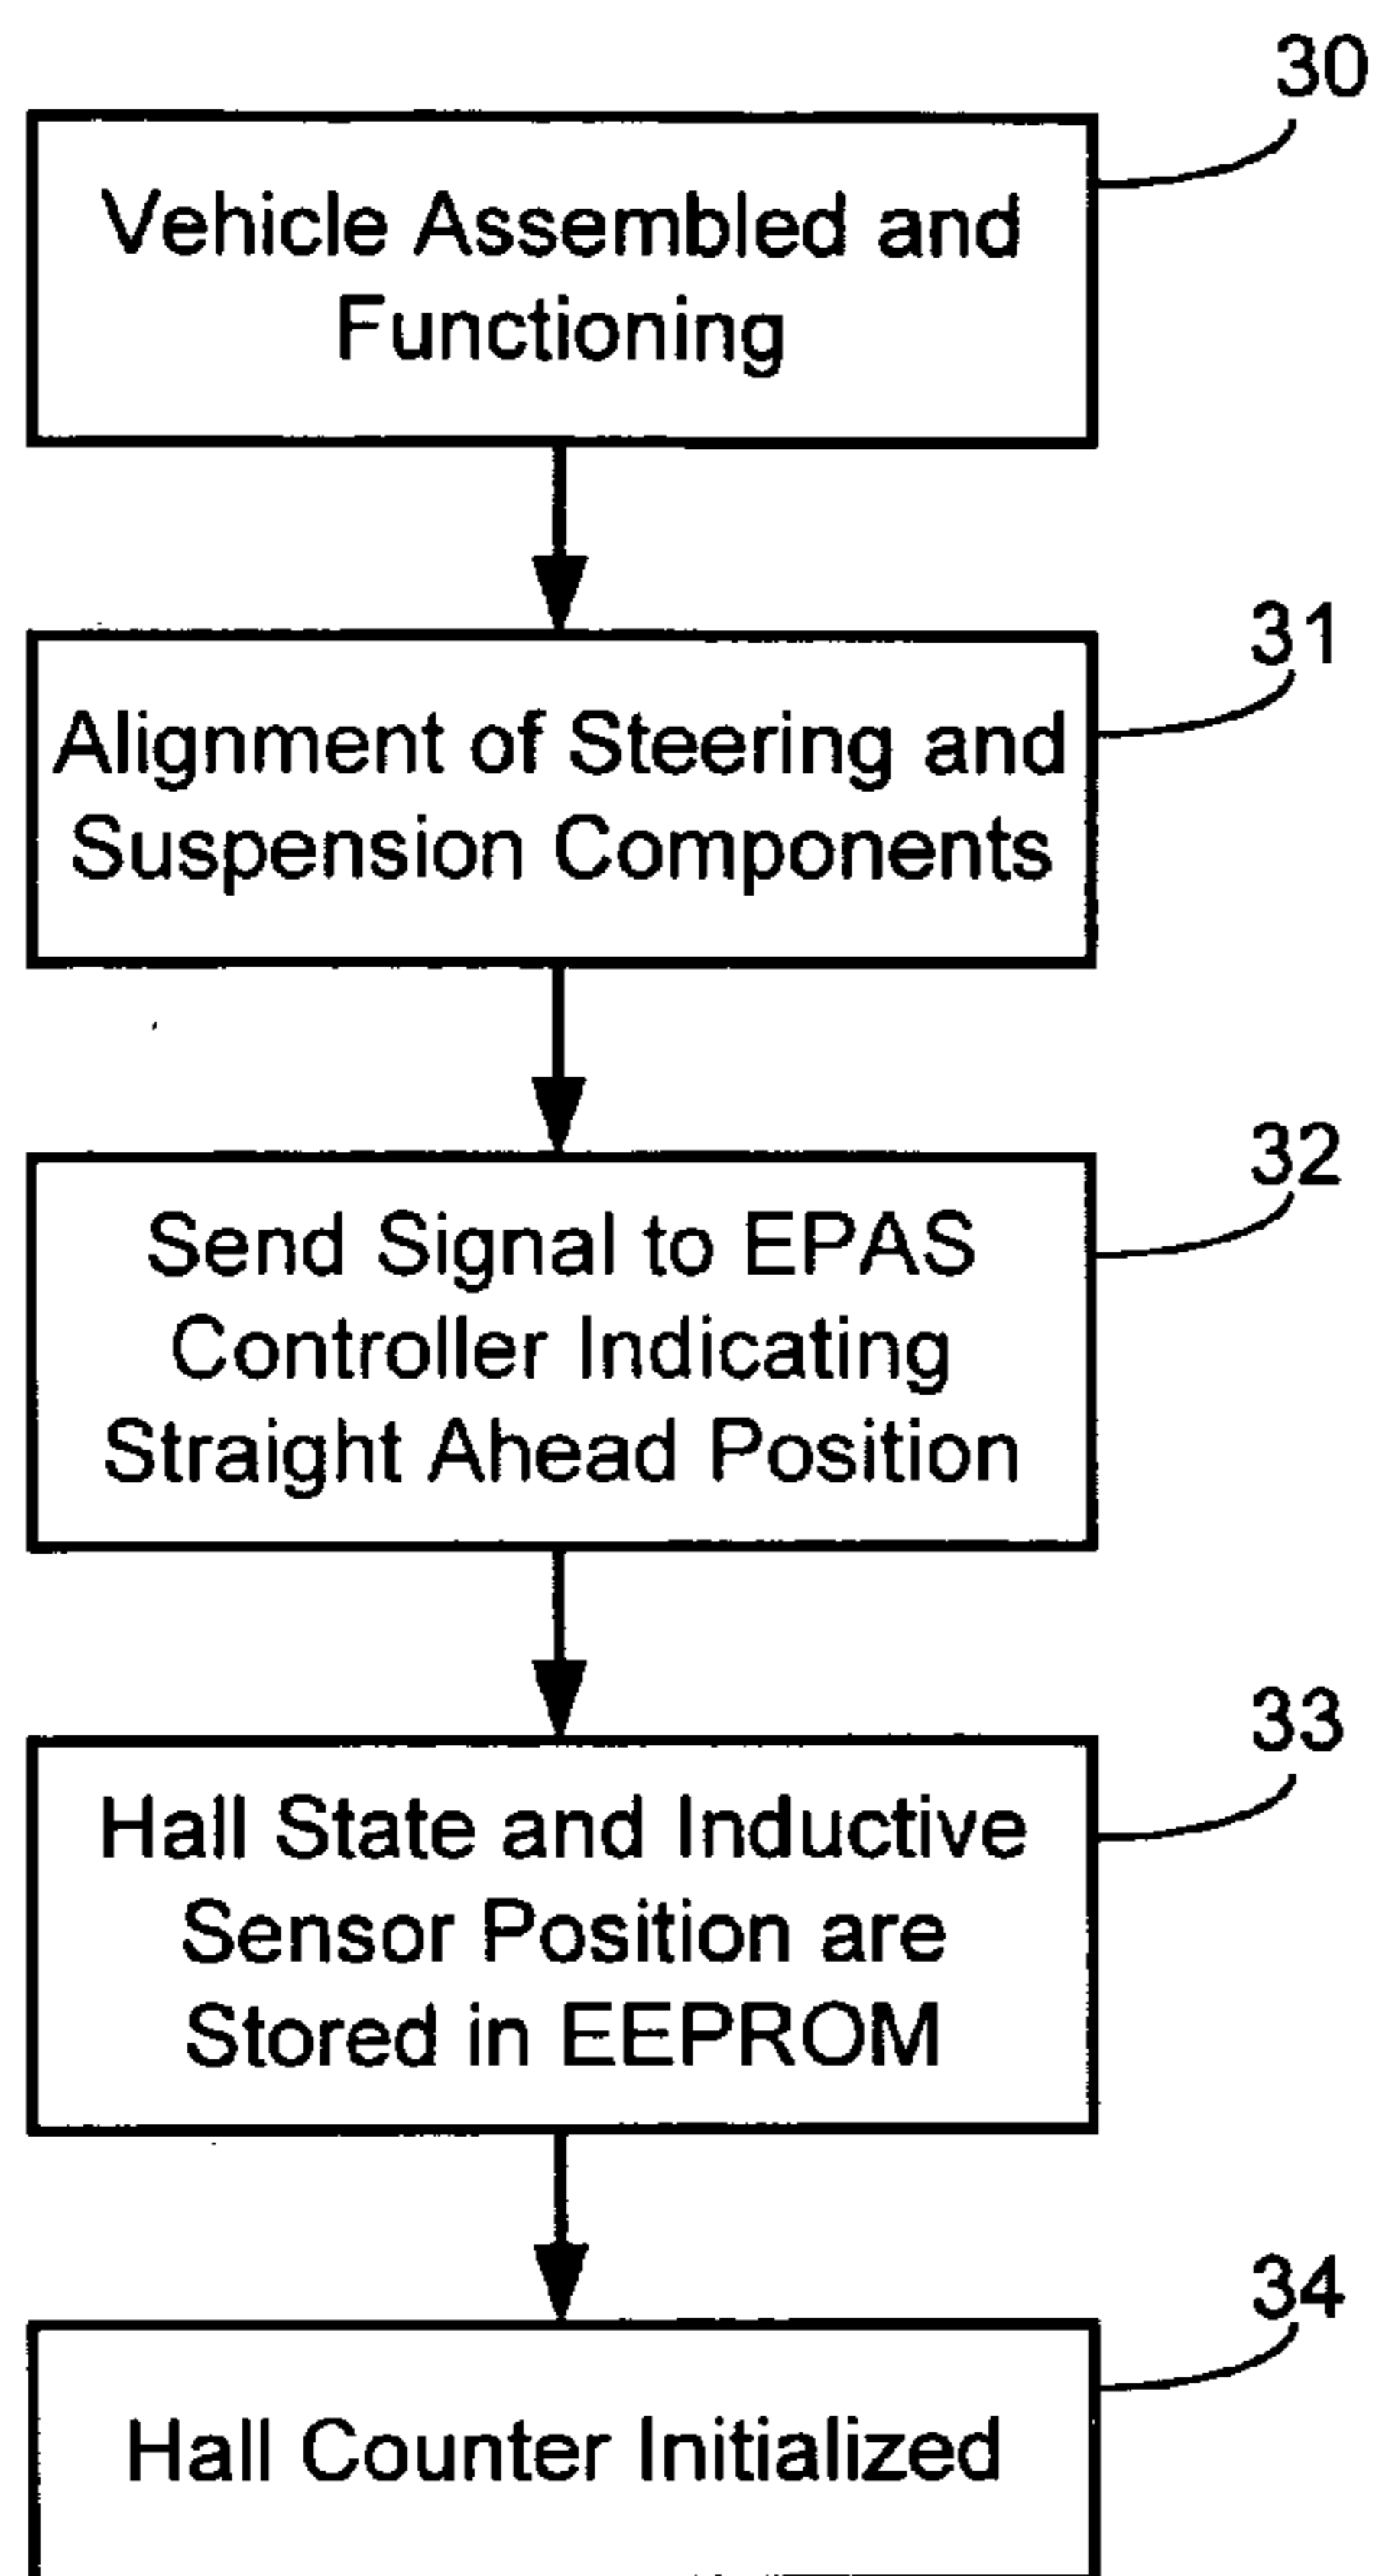 30
Vehicle Assembled and
Functioning
31
Alignment of Steering and
Suspension Components
32
Send Signal to EPAS
Controller Indicating
Straight Ahead Position
33
Hall State and Inductive
Sensor Position are
Stored in EEPROM
34
Hall Counter Initialized